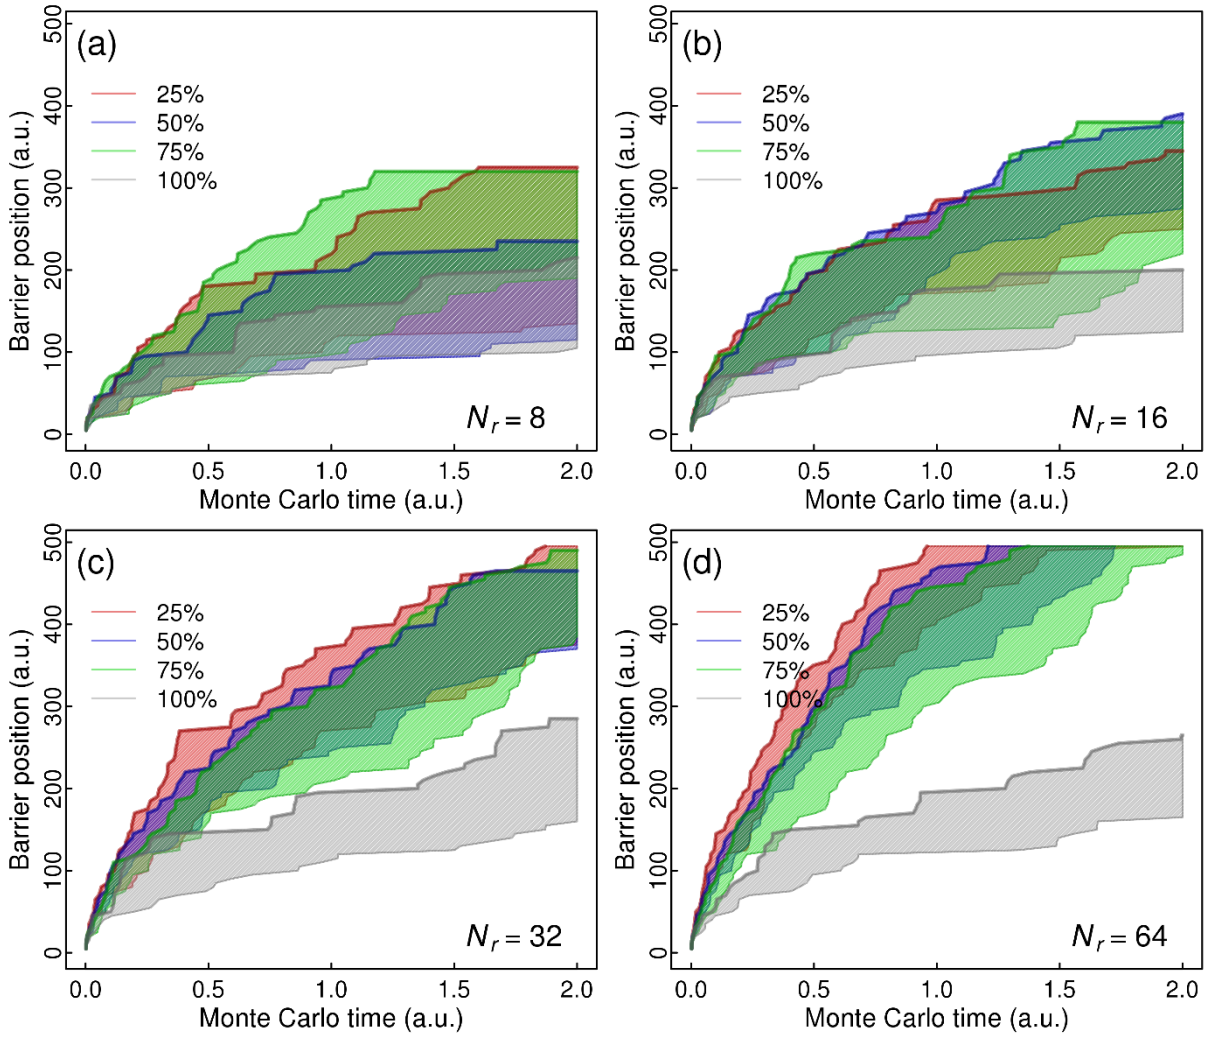 (a)
25%
50%
75%
100%
N_r = 8
0 100 200 300 400 500
Barrier position (a.u.)
0.0 0.5 1.0 1.5 2.0
Monte Carlo time (a.u.)
(b)
25%
50%
75%
100%
N_r = 16
0 100 200 300 400 500
Barrier position (a.u.)
0.0 0.5 1.0 1.5 2.0
Monte Carlo time (a.u.)
(c)
25%
50%
75%
100%
N_r = 32
0 100 200 300 400 500
Barrier position (a.u.)
0.0 0.5 1.0 1.5 2.0
Monte Carlo time (a.u.)
(d)
25%
50%
75%
100%
N_r = 64
0 100 200 300 400 500
Barrier position (a.u.)
0.0 0.5 1.0 1.5 2.0
Monte Carlo time (a.u.)